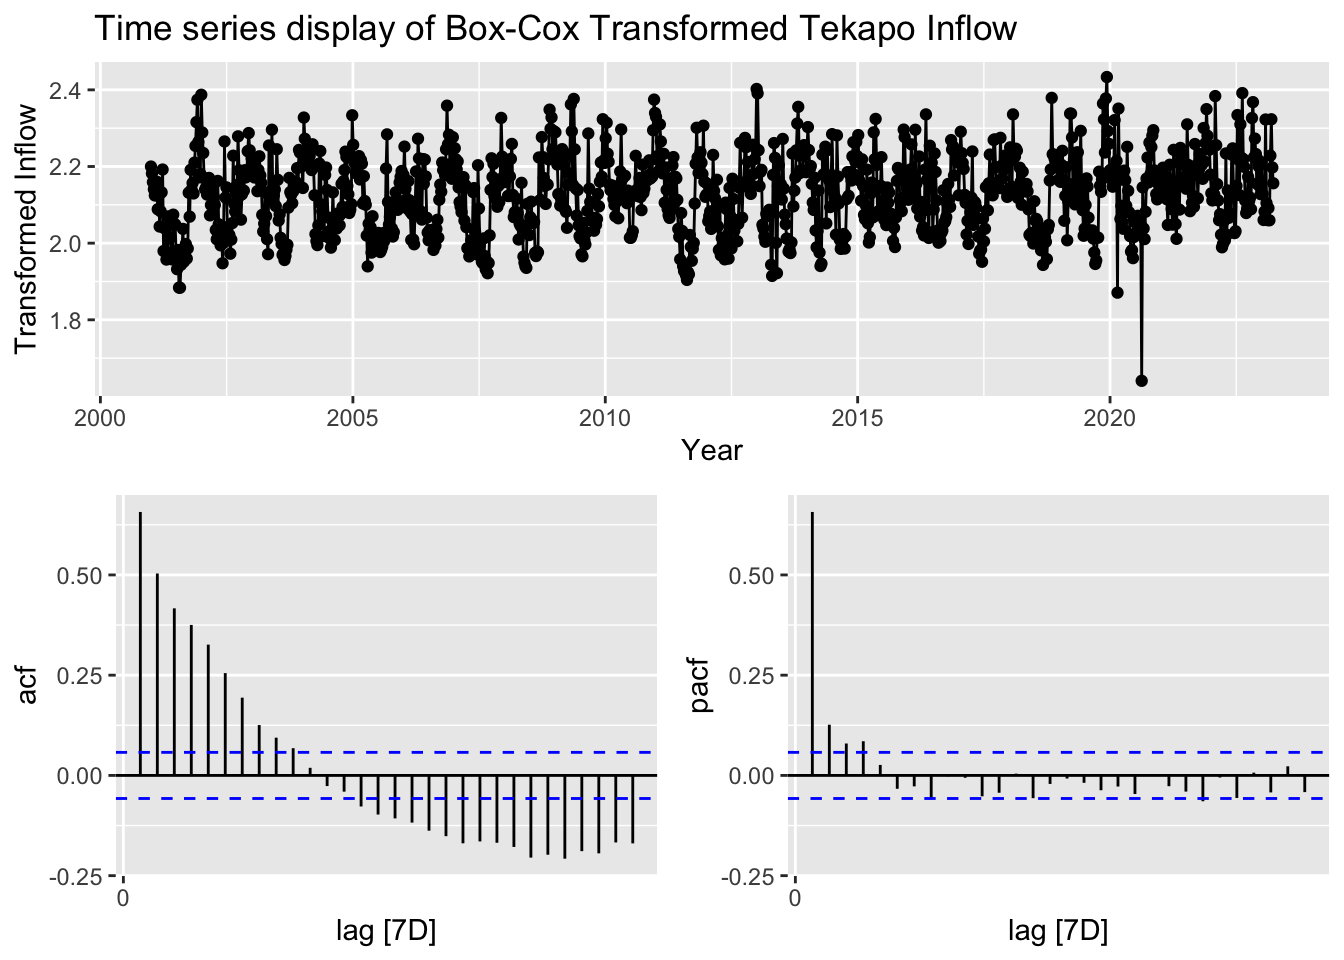 Time series display of Box-Cox Transformed Tekapo Inflow
Transformed Inflow
2.4
2.2
2.0
1.8
2000 2005 2010 2015 2020
Year
acf
0.50
0.25
0.00
-0.25
0
lag [7D]
pacf
0.50
0.25
0.00
-0.25
0
lag [7D]